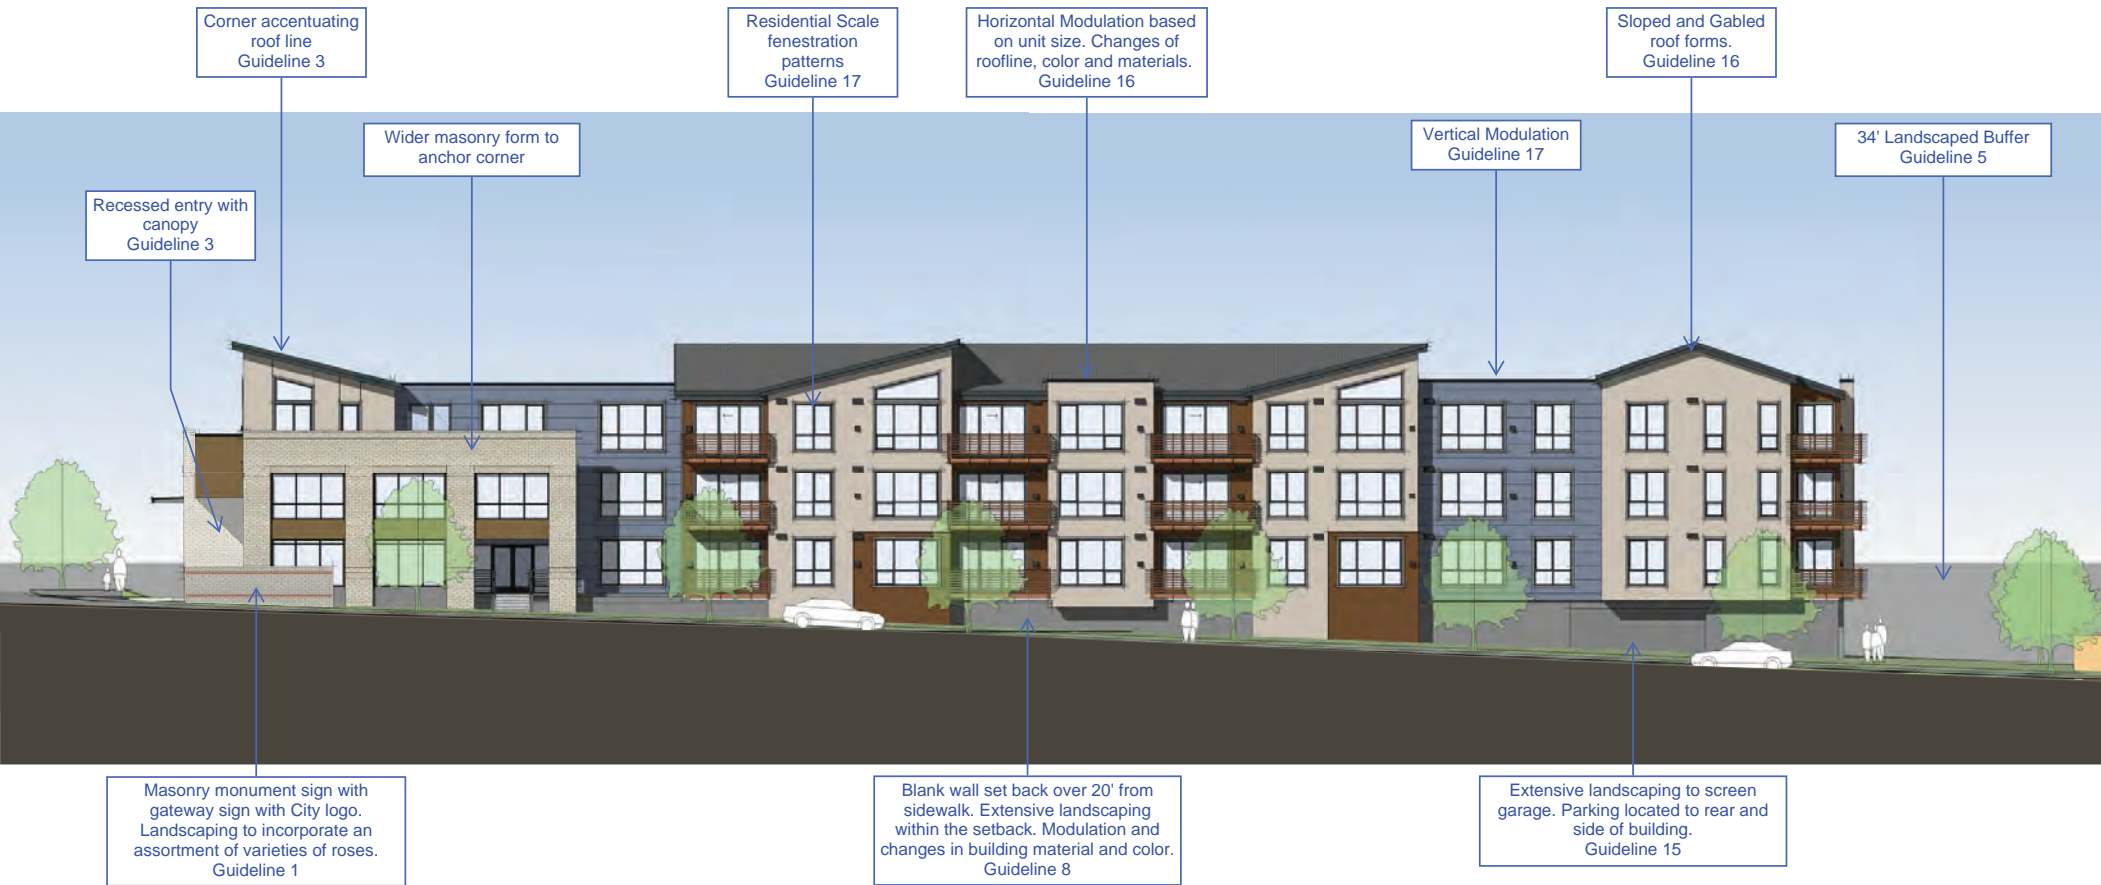 Corner accentuating
roof line
Guideline 3
Residential Scale
fenestration
patterns
Guideline 17
Horizontal Modulation based
on unit size. Changes of
roofline, color and materials.
Guideline 16
Sloped and Gabled
roof forms.
Guideline 16
Wider masonry form to
anchor corner
Vertical Modulation
Guideline 17
34' Landscaped Buffer
Guideline 5
Recessed entry with
canopy
Guideline 3
Masonry monument sign with
gateway sign with City logo.
Landscaping to incorporate an
assortment of varieties of roses.
Guideline 1
Blank wall set back over 20' from
sidewalk. Extensive landscaping
within the setback. Modulation and
changes in building material and color.
Guideline 8
Extensive landscaping to screen
garage. Parking located to rear and
side of building.
Guideline 15